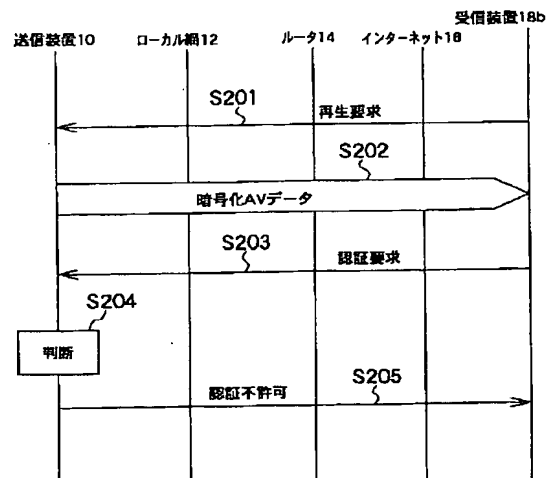 送信装置10
ローカル網12
ルータ14
インターネット16
受信装置18b
S201
再生要求
S202
暗号化AVデータ
S203
認証要求
S204
判断
認証不許可
S205